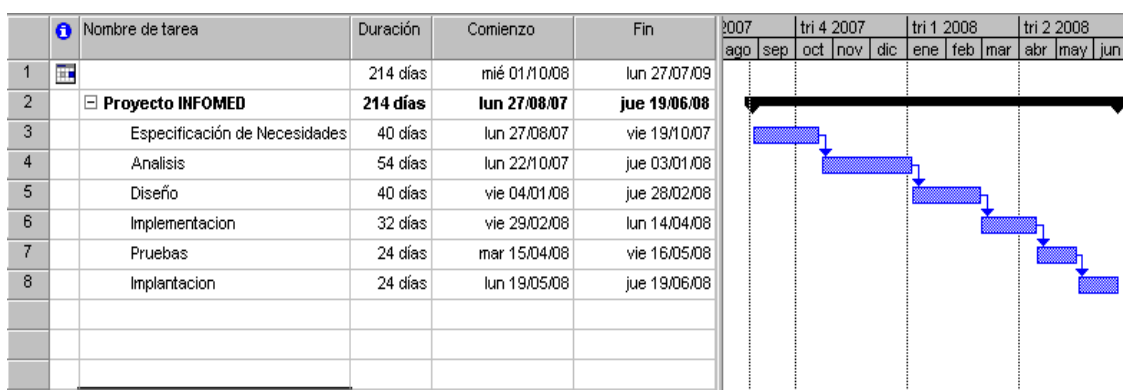 Nombre de tarea Duración Comienzo Fin
2007 tri 4 2007 tri 1 2008 tri 2 2008
ago sep oct nov dic ene feb mar abr may jun
1 214 días mié 01/10/08 lun 27/07/09
2 Proyecto INFOMED 214 días lun 27/08/07 jue 19/06/08
3 Especificación de Necesidades 40 días lun 27/08/07 vie 19/10/07
4 Analisis 54 días lun 22/10/07 jue 03/01/08
5 Diseño 40 días vie 04/01/08 jue 28/02/08
6 Implementacion 32 días vie 29/02/08 lun 14/04/08
7 Pruebas 24 días mar 15/04/08 vie 16/05/08
8 Implantacion 24 días lun 19/05/08 jue 19/06/08